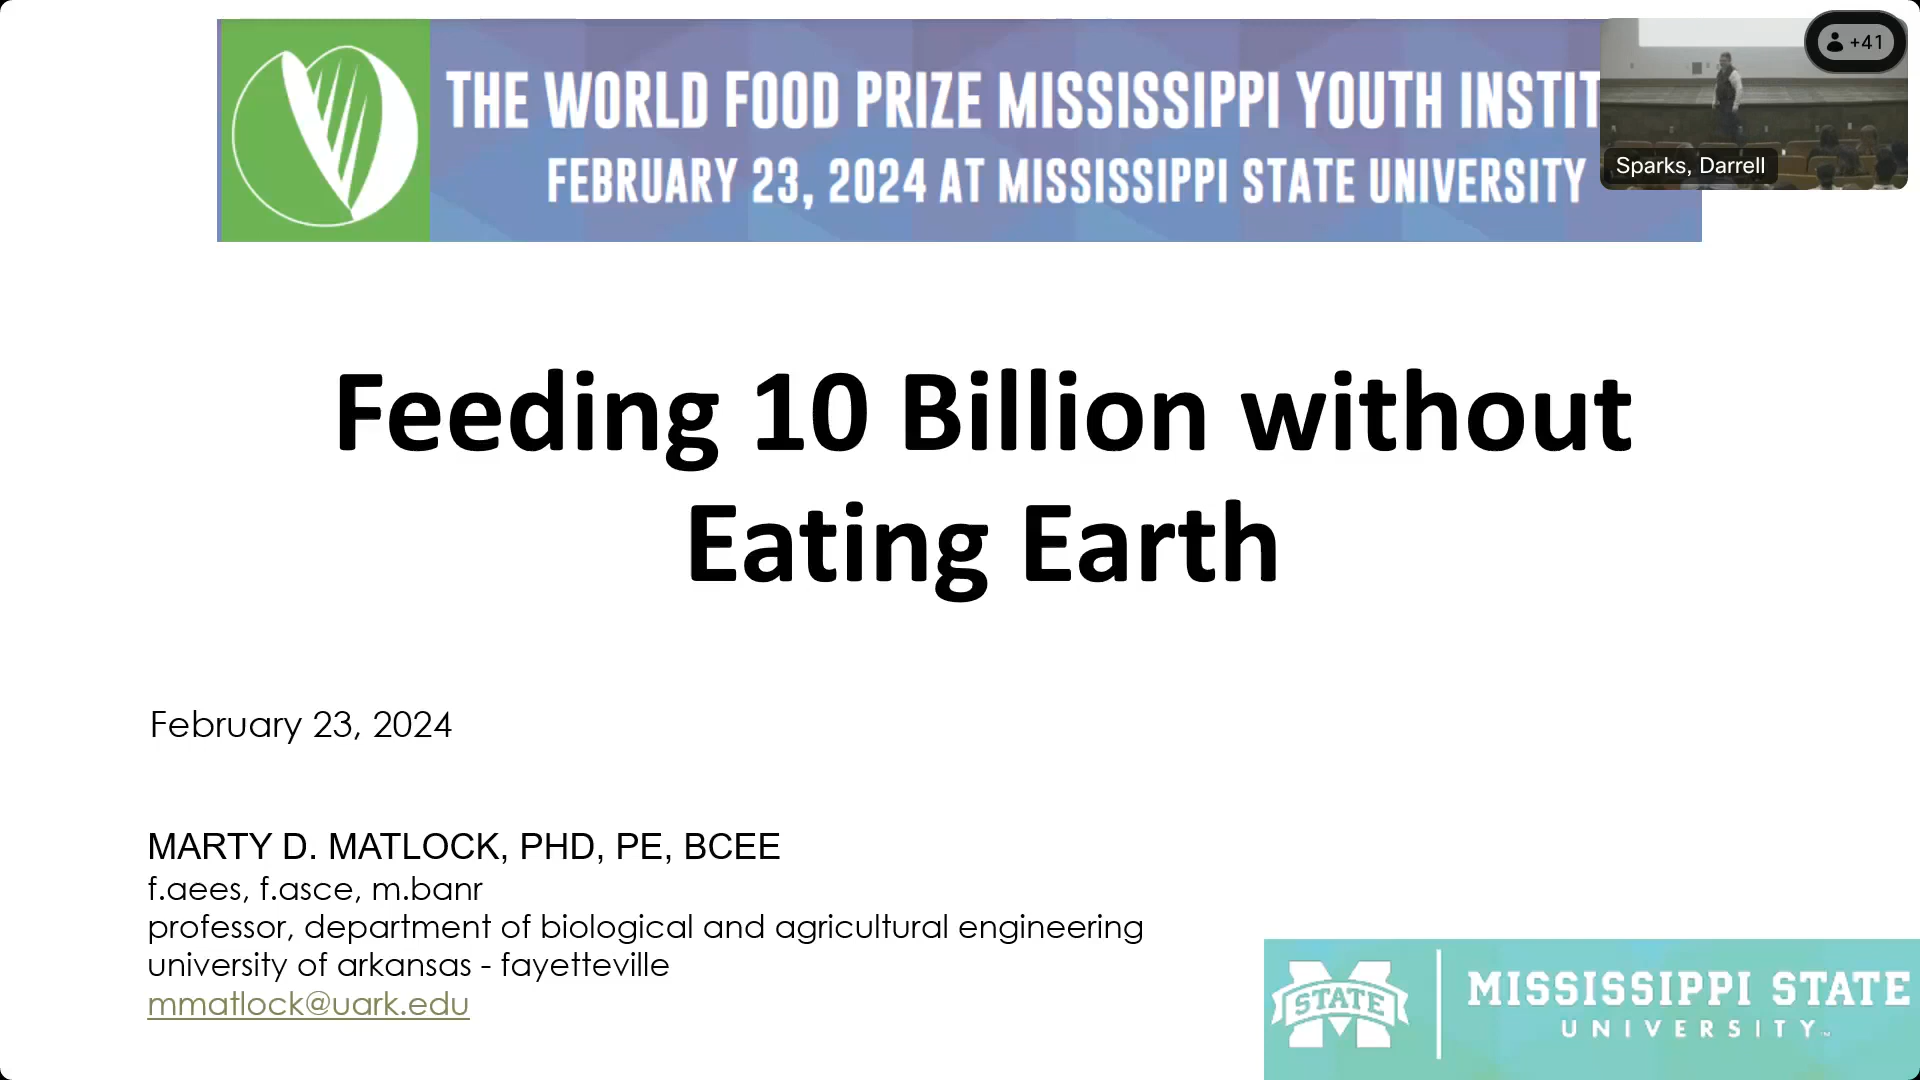 THE WORLD FOOD PRIZE MISSISSIPPI YOUTH INSTIT
FEBRUARY 23, 2024 AT MISSISSIPPI STATE UNIVERSITY
+41
Sparks, Darrell
Feeding 10 Billion without
Eating Earth
February 23, 2024
MARTY D. MATLOCK, PHD, PE, BCEE
f.aees, f.asce, m.banr
professor, department of biological and agricultural engineering
university of arkansas - fayetteville
mmatlock@uark.edu
STATE
MISSISSIPPI STATE
UNIVERSITY™